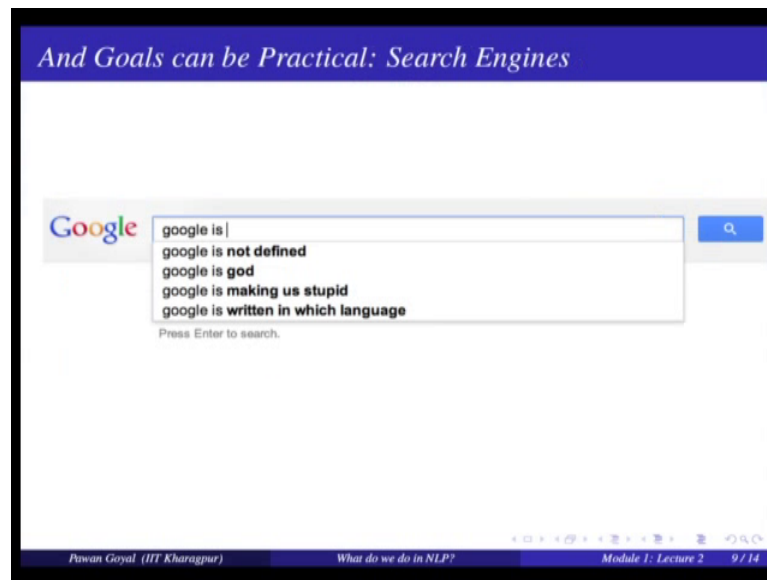 And Goals can be Practical: Search Engines
Google
google is
google is not defined
google is god
google is making us stupid
google is written in which language
Press Enter to search.
Pawan Goyal (IIT Kharagpur) What do we do in NLP? Module 1: Lecture 2 9 / 14